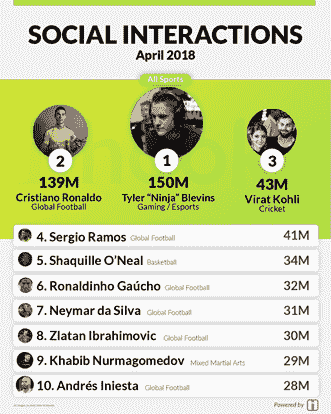 SOCIAL INTERACTIONS
April 2018
All Sports
2
1
3
139M
Cristiano Ronaldo
Global Football
150M
Tyler "Ninja" Blevins
Gaming / Esports
43M
Virat Kohli
Cricket
4. Sergio Ramos Global Football 41M
5. Shaquille O'Neal Basketball 34M
6. Ronaldinho Gaúcho Global Football 32M
7. Neymar da Silva Global Football 31M
8. Zlatan Ibrahimovic Global Football 30M
9. Khabib Nurmagomedov Mixed Martial Arts 29M
10. Andrés Iniesta Global Football 28M
Powered by